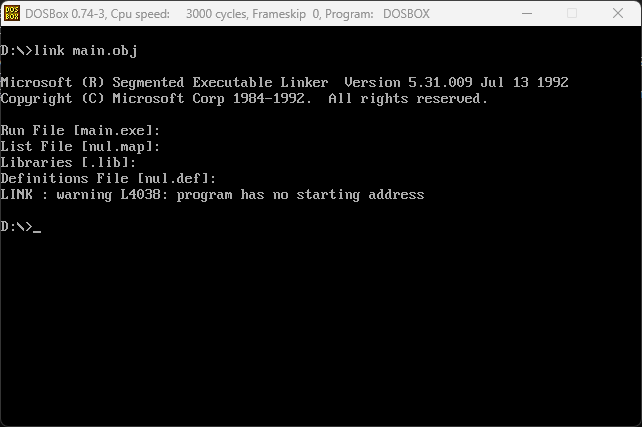 DOS
BOX
DOSBox 0.74-3, Cpu speed:    3000 cycles, Frameskip  0, Program:   DOSBOX
D:\>link main.obj
Microsoft (R) Segmented Executable Linker  Version 5.31.009 Jul 13 1992
Copyright (C) Microsoft Corp 1984-1992.  All rights reserved.
Run File [main.exe]:
List File [nul.map]:
Libraries [.lib]:
Definitions File [nul.def]:
LINK : warning L4038: program has no starting address
D:\>_